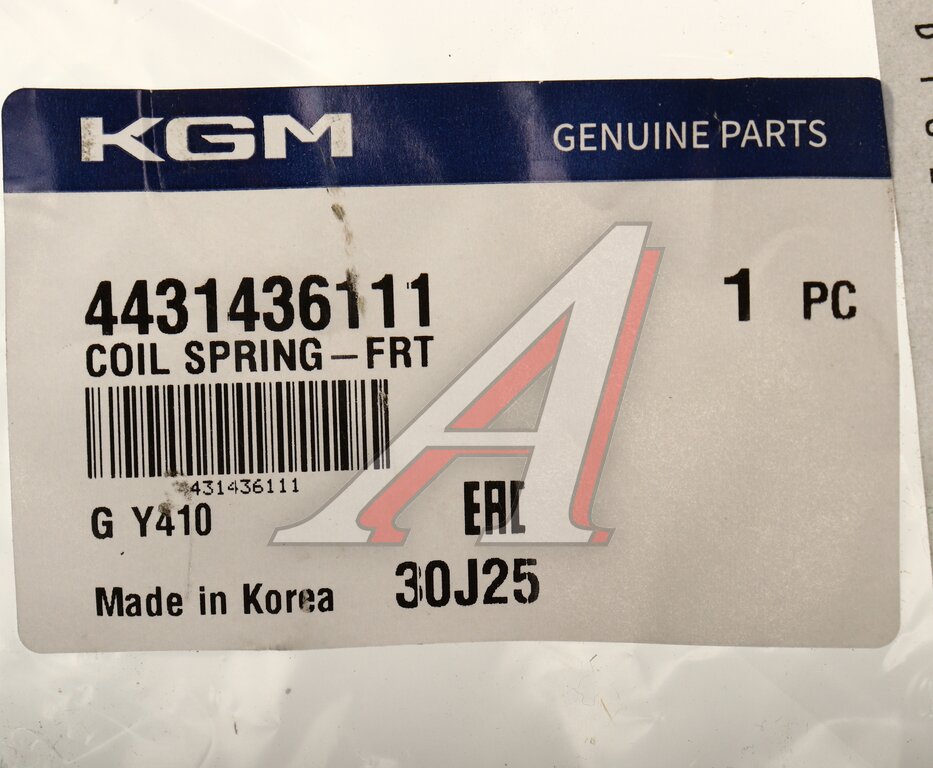 KGM
GENUINE PARTS
4431436111
1 PC
COIL SPRING-FRT
431436111
G Y410
EAC
30J25
Made in Korea